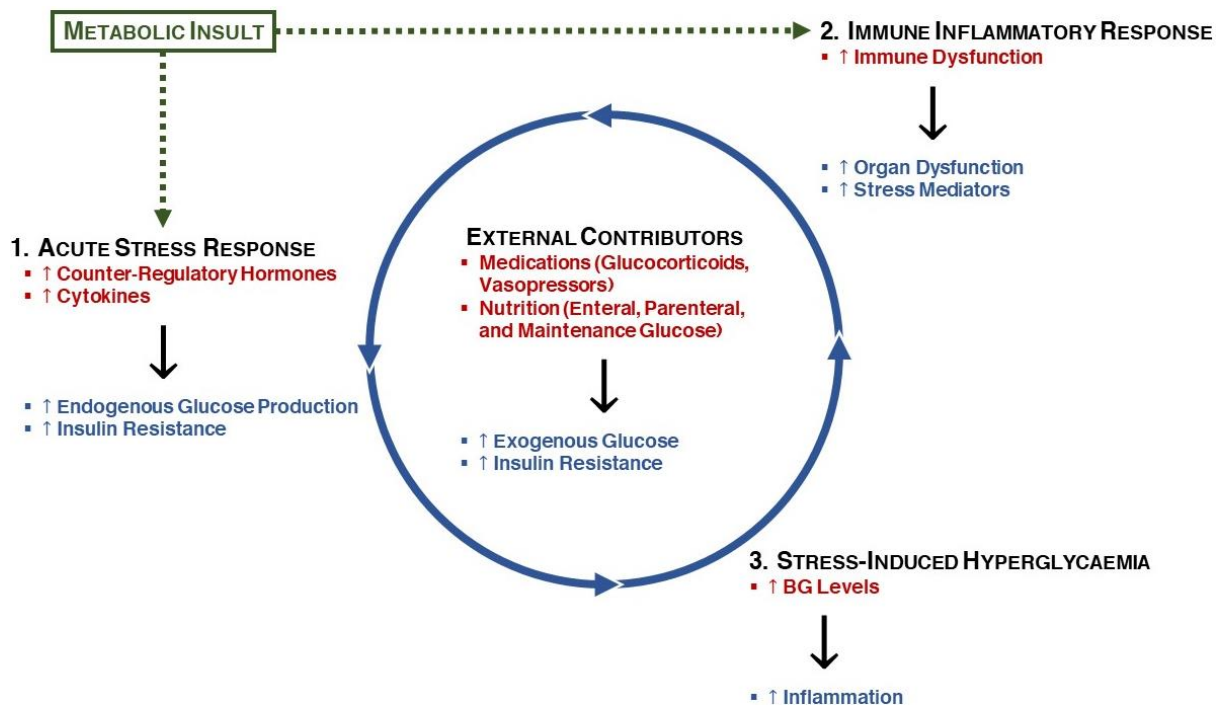 METABOLIC INSULT
2. IMMUNE INFLAMMATORY RESPONSE
▪ ↑ Immune Dysfunction
▪ ↑ Organ Dysfunction
▪ ↑ Stress Mediators
1. ACUTE STRESS RESPONSE
▪ ↑ Counter-Regulatory Hormones
▪ ↑ Cytokines
▪ ↑ Endogenous Glucose Production
▪ ↑ Insulin Resistance
EXTERNAL CONTRIBUTORS
▪ Medications (Glucocorticoids,
Vasopressors)
▪ Nutrition (Enteral, Parenteral,
and Maintenance Glucose)
▪ ↑ Exogenous Glucose
▪ ↑ Insulin Resistance
3. STRESS-INDUCED HYPERGLYCAEMIA
▪ ↑ BG Levels
▪ ↑ Inflammation